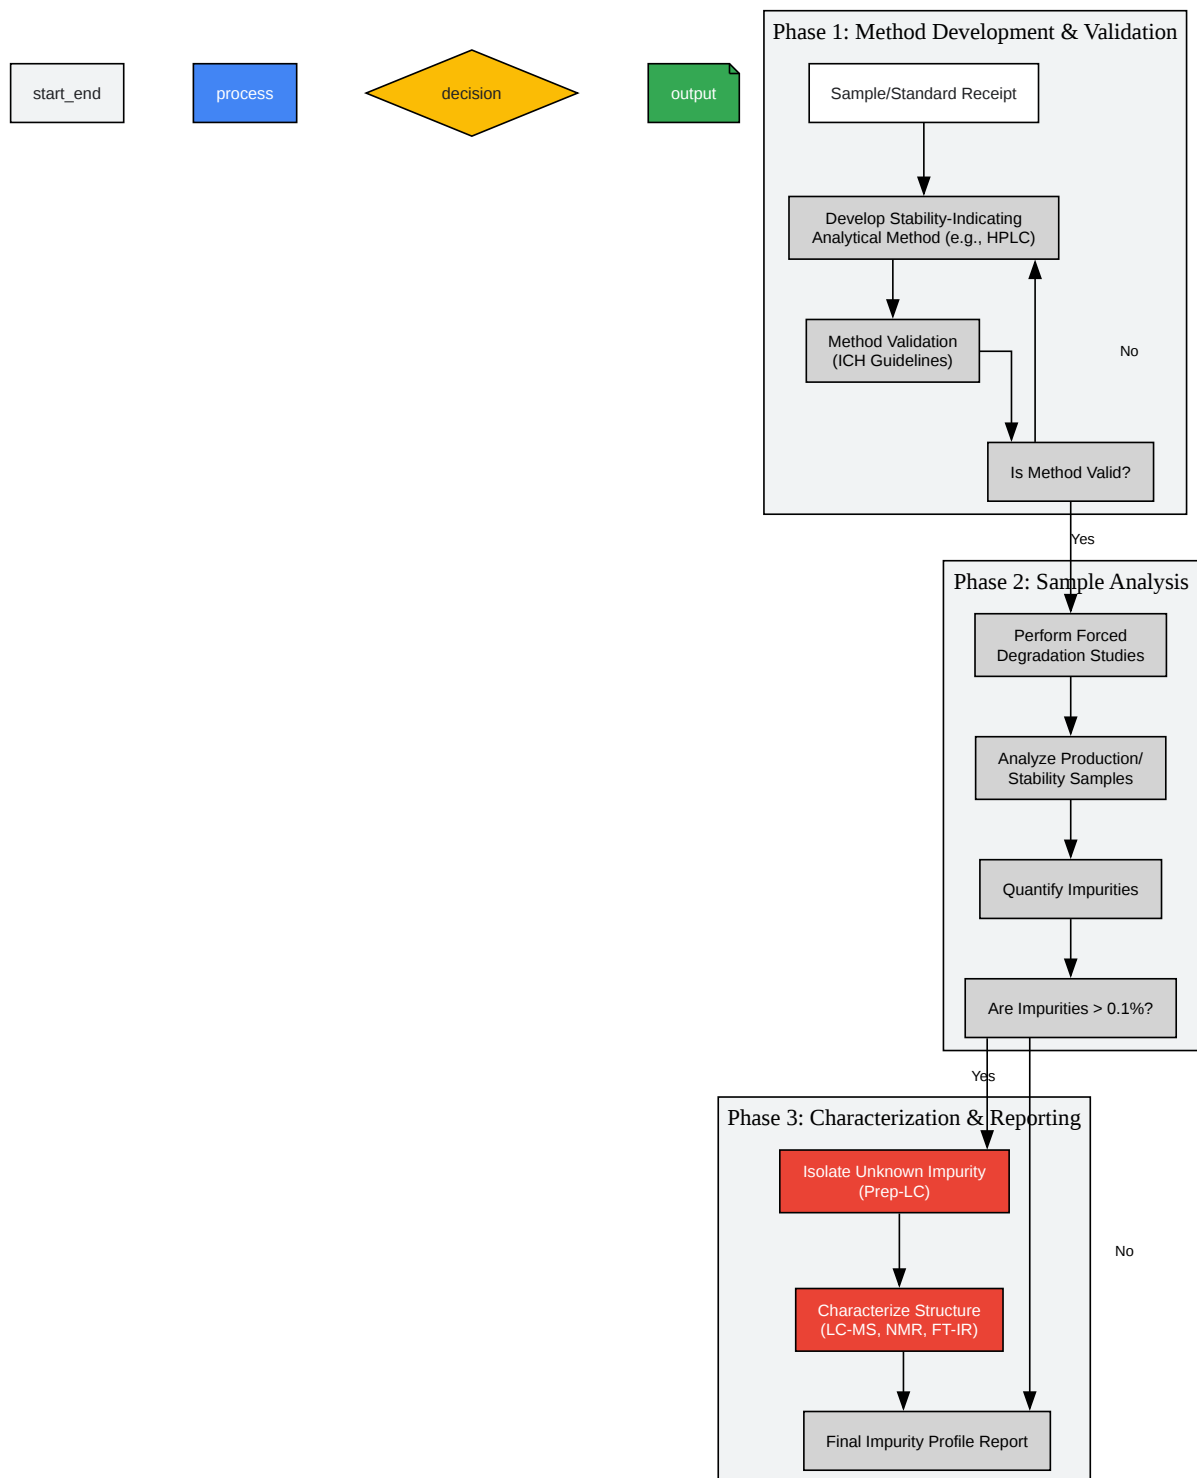 start_end
process
decision
output
Phase 1: Method Development & Validation
Sample/Standard Receipt
Develop Stability-Indicating
Analytical Method (e.g., HPLC)
Method Validation
(ICH Guidelines)
No
Is Method Valid?
Yes
Phase 2: Sample Analysis
Perform Forced
Degradation Studies
Analyze Production/
Stability Samples
Quantify Impurities
Are Impurities > 0.1%?
Yes
Phase 3: Characterization & Reporting
Isolate Unknown Impurity
(Prep-LC)
No
Characterize Structure
(LC-MS, NMR, FT-IR)
Final Impurity Profile Report